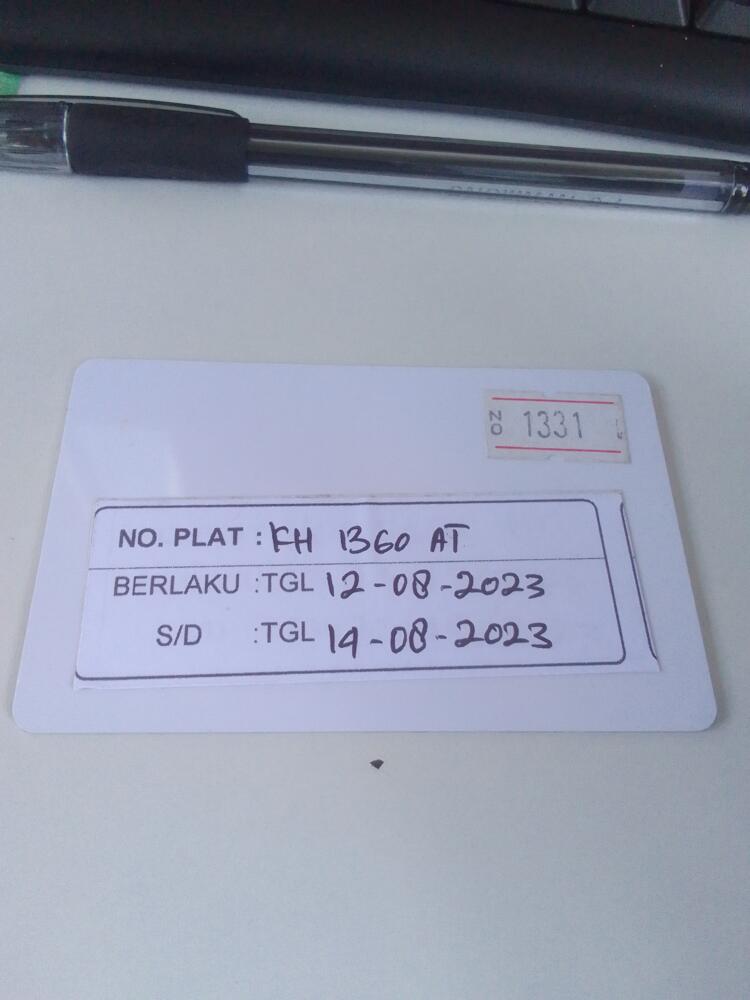 NO 1331
NO. PLAT : KH 1360 AT
BERLAKU :TGL 12-08-2023
S/D :TGL 14-08-2023